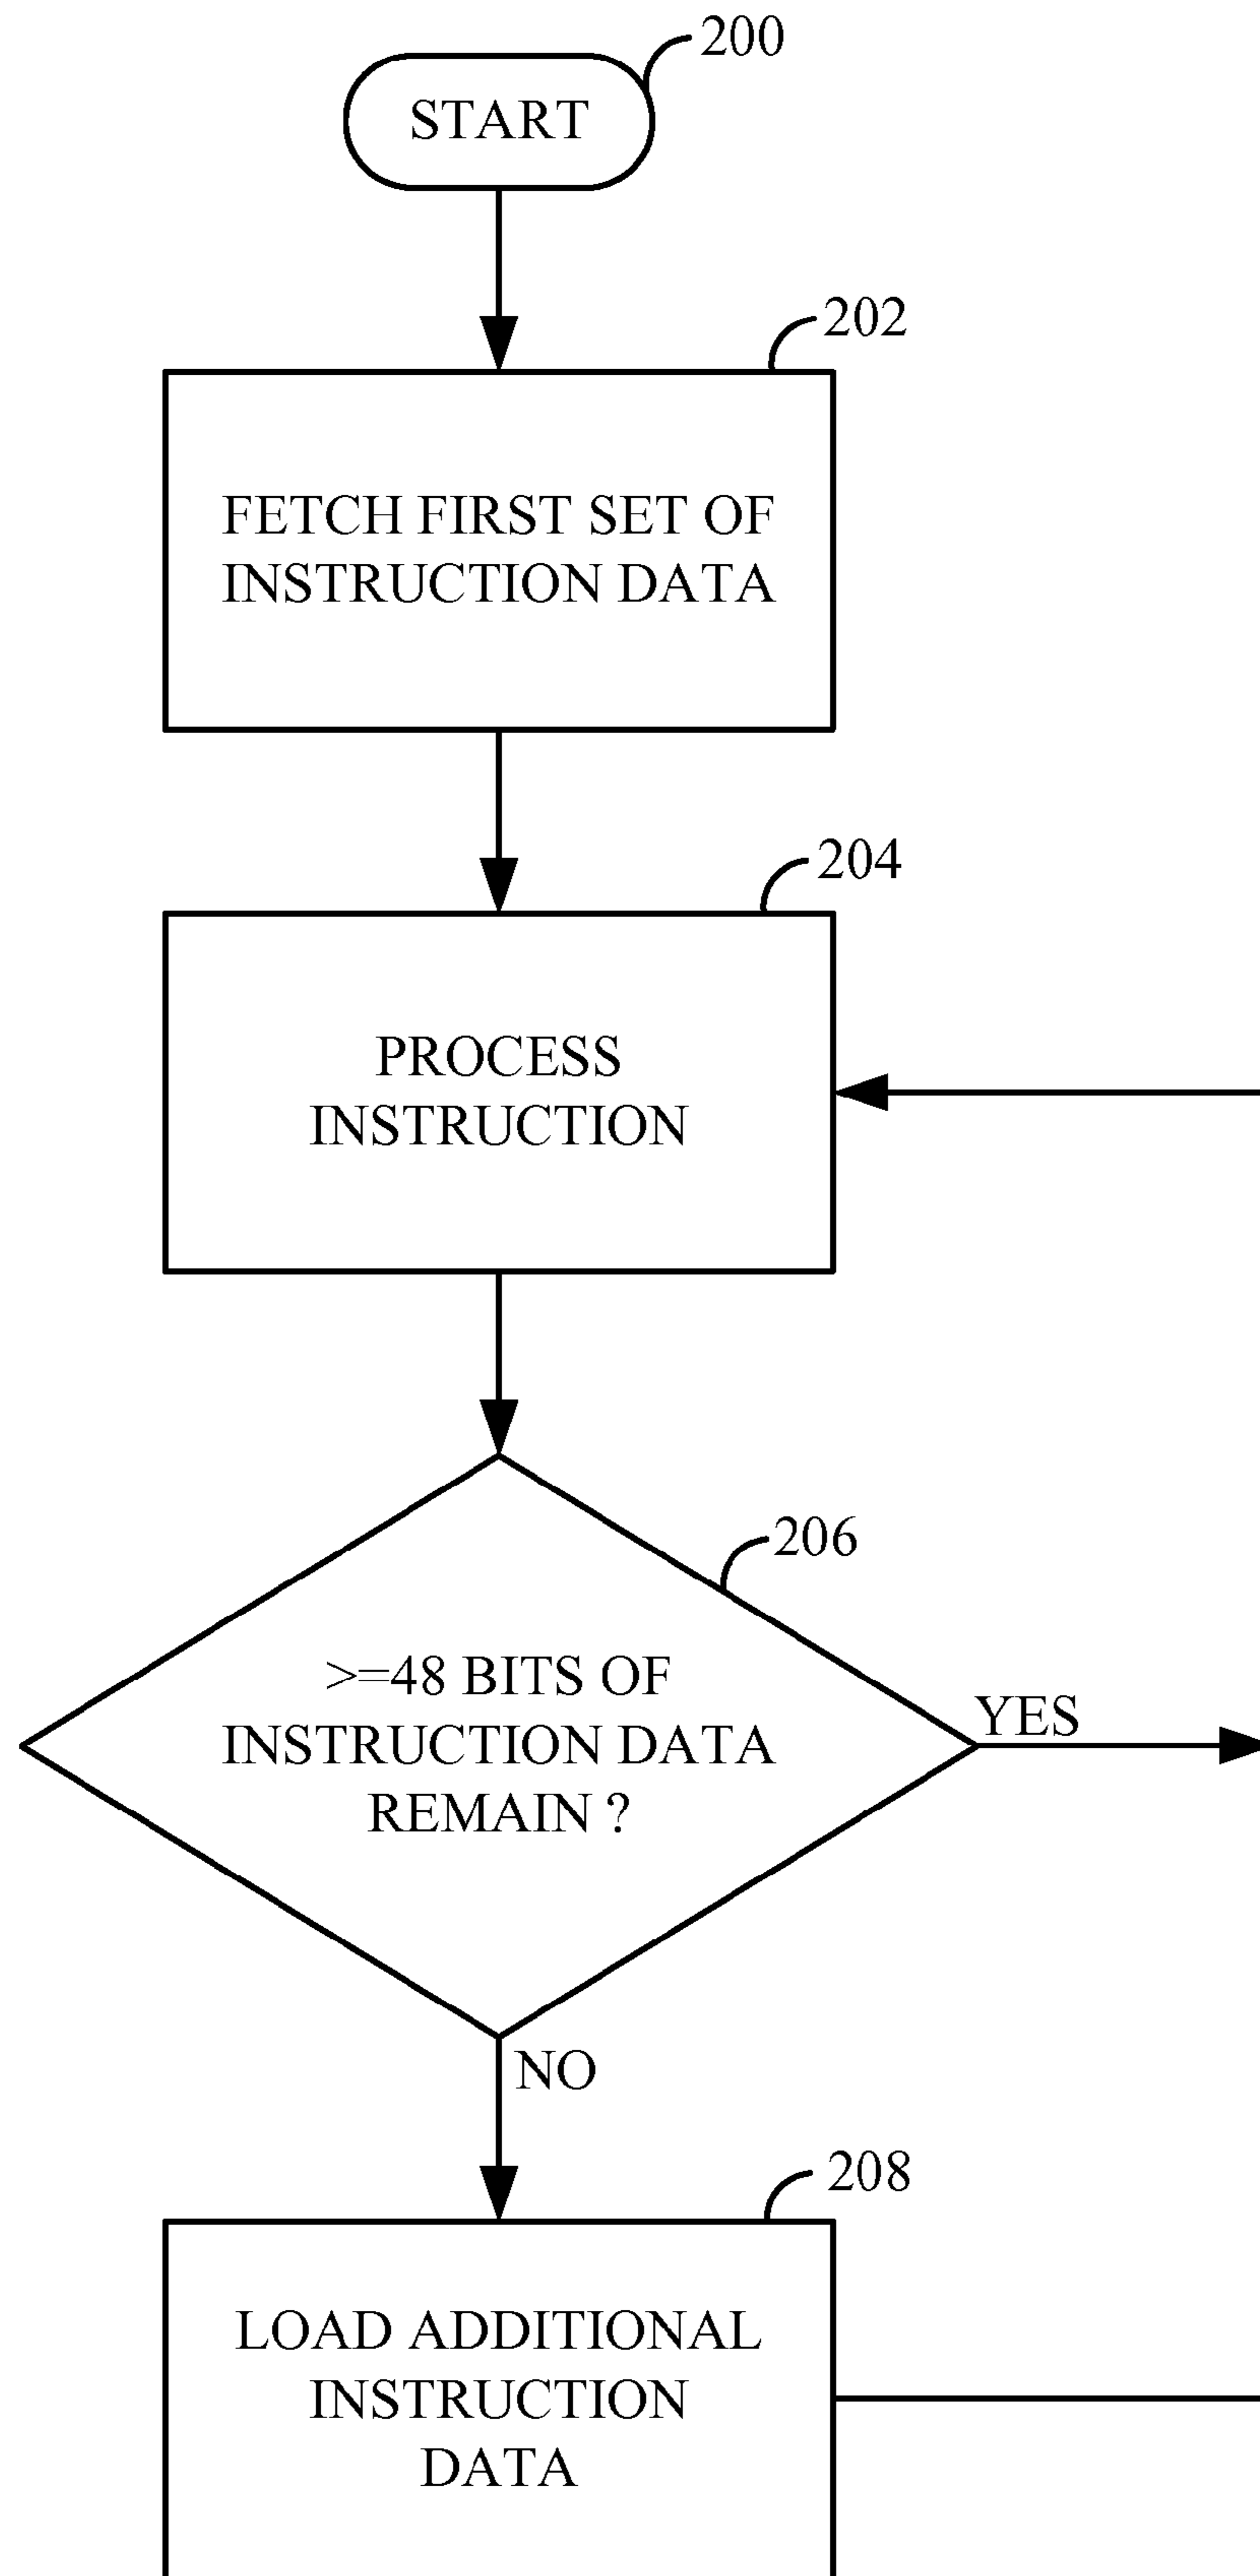 200
START
202
FETCH FIRST SET OF
INSTRUCTION DATA
204
PROCESS
INSTRUCTION
206
>=48 BITS OF
INSTRUCTION DATA
REMAIN ?
YES
NO
208
LOAD ADDITIONAL
INSTRUCTION
DATA